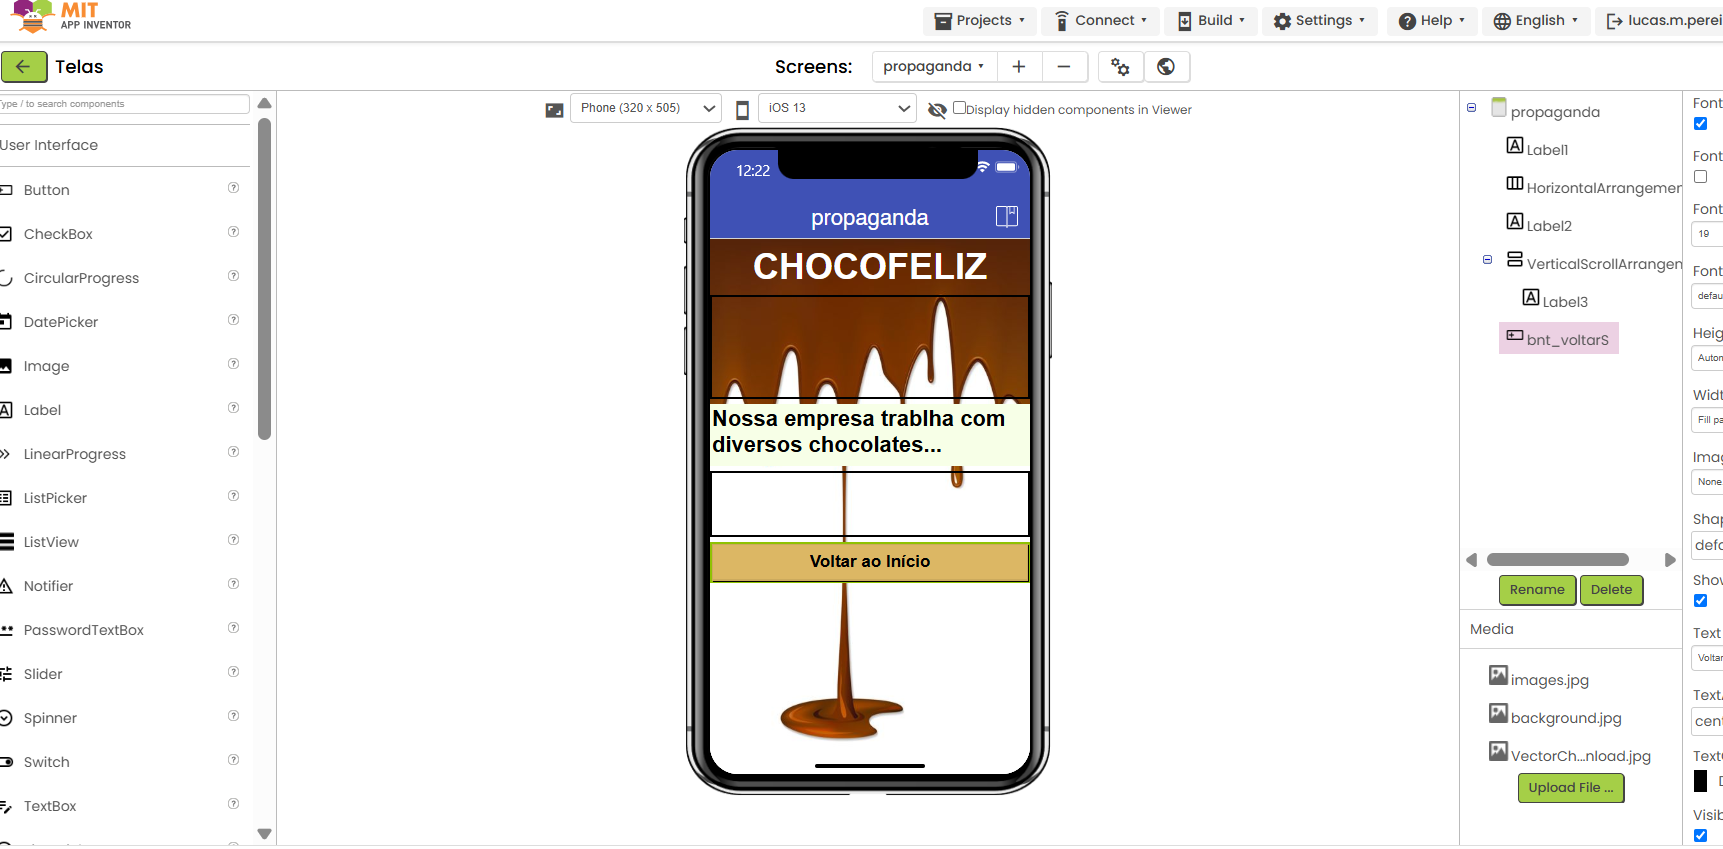 MIT
APP INVENTOR
Projects
Connect
Build
Settings
Help
English
lucas.m.perei
Telas
Screens:
propaganda
Type / to search components
User Interface
Button
CheckBox
CircularProgress
DatePicker
Image
Label
LinearProgress
ListPicker
ListView
Notifier
PasswordTextBox
Slider
Spinner
Switch
TextBox
Phone (320 x 505)
iOS 13
Display hidden components in Viewer
12:22
propaganda
CHOCOFELIZ
Nossa empresa trablha com
diversos chocolates...
Voltar ao Início
propaganda
Label1
HorizontalArrangemen
Label2
VerticalScrollArrangen
Label3
bnt_voltarS
Rename
Delete
Media
images.jpg
background.jpg
VectorCh...nload.jpg
Upload File ...
Font
Font
Font
19
Font
defau
Heig
Autom
Widt
Fill pa
Imag
None
Shap
defa
Show
Text
Voltar
TextA
cent
TextC
D
Visib